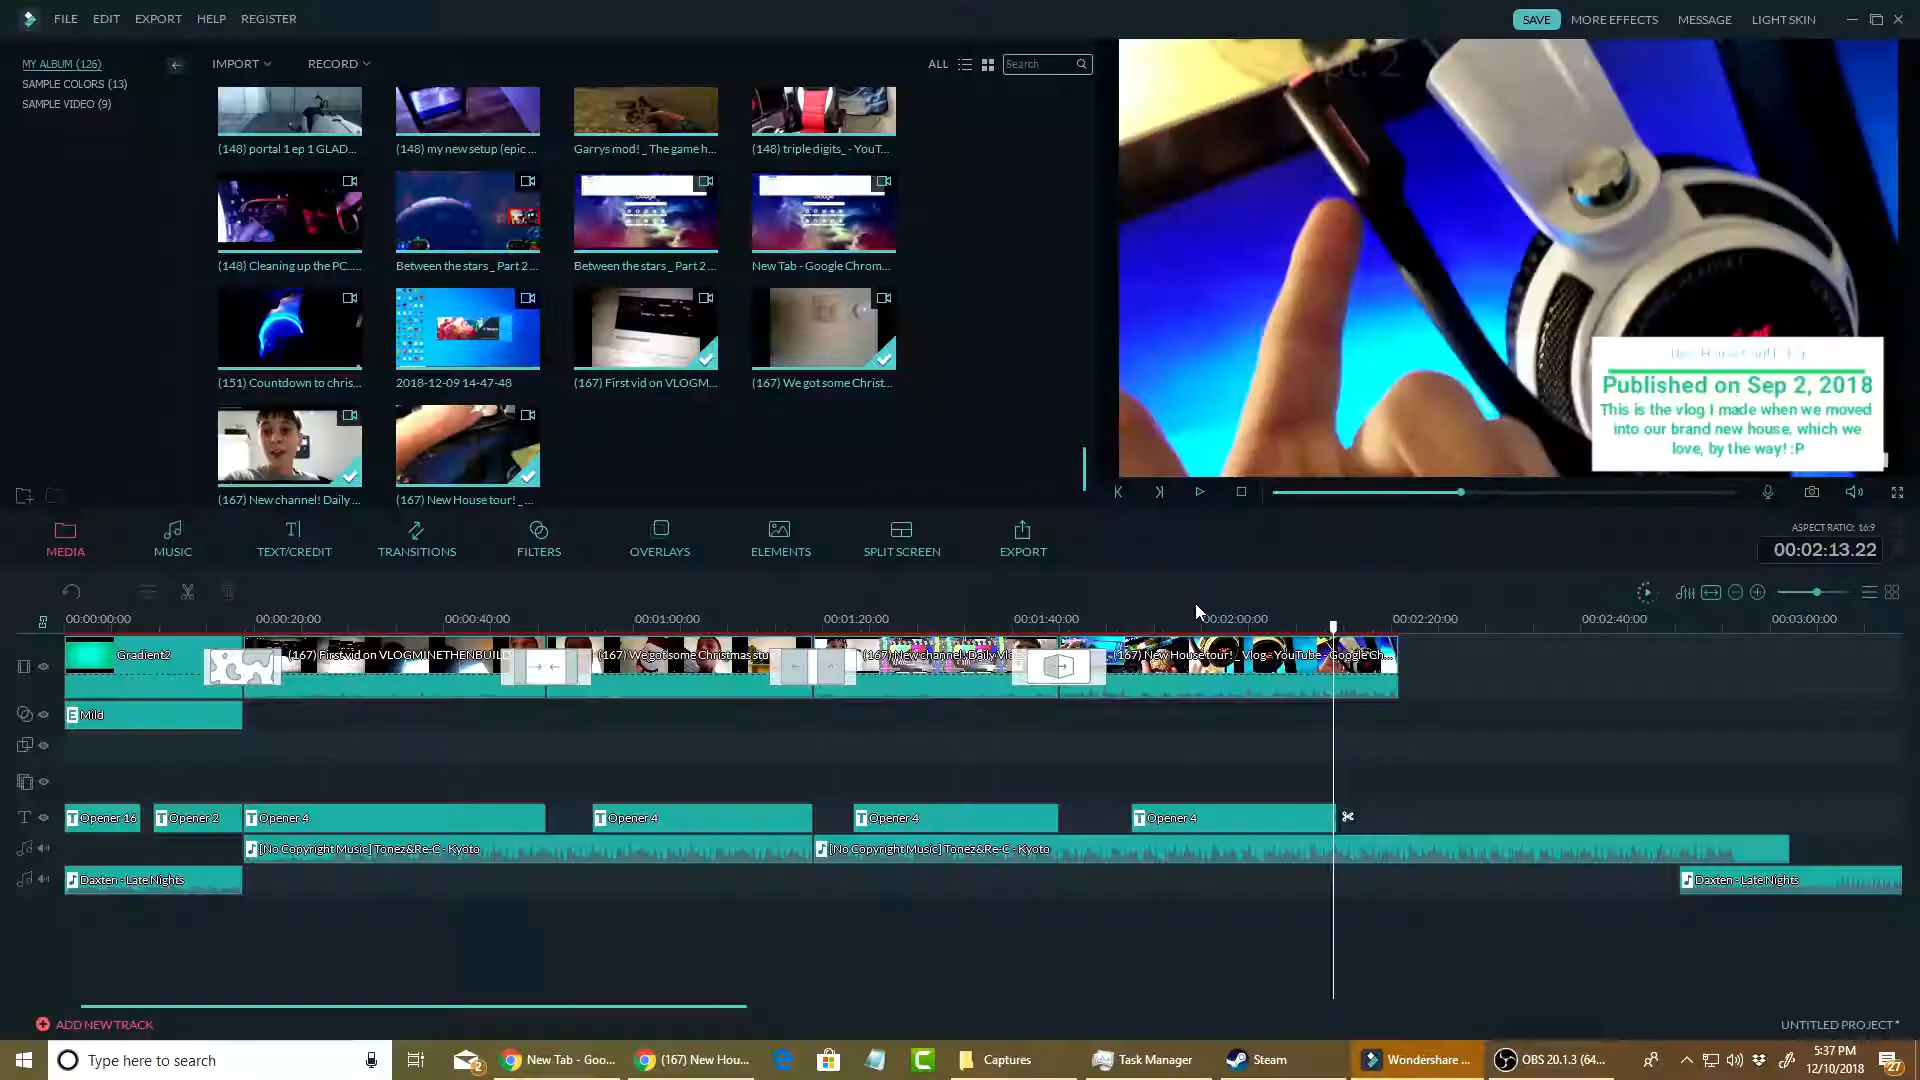 FILE EDIT EXPORT HELP REGISTER
SAVE MORE EFFECTS MESSAGE LIGHT SKIN
MY ALBUM (126)
SAMPLE COLORS (13)
SAMPLE VIDEO (9)
IMPORT RECORD
ALL Search
(148) portal 1 ep 1 GLAD...
(148) my new setup (epic ...
Garrys mod! _ The game h...
(148) triple digits_ - YouT...
(148) Cleaning up the PC....
Between the stars _ Part 2 ...
Between the stars _ Part 2 ...
New Tab - Google Chrom...
(151) Countdown to chris...
2018-12-09 14-47-48
(167) First vid on VLOGM...
(167) We got some Christ...
(167) New channel! Daily ...
(167) New House tour! _ ...
pt. 2
Published on Sep 2, 2018
This is the vlog I made when we moved
into our brand new house, which we
love, by the way! :P
MEDIA MUSIC TEXT/CREDIT TRANSITIONS FILTERS OVERLAYS ELEMENTS SPLIT SCREEN EXPORT
ASPECT RATIO: 16:9
00:02:13.22
00:00:00:00 00:00:20:00 00:00:40:00 00:01:00:00 00:01:20:00 00:01:40:00 00:02:00:00 00:02:20:00 00:02:40:00 00:03:00:00
Gradient2 (167) First vid on VLOGMINETHENBUILD (167) We got some Christmas stu (167) New channel! Daily Vlo (167) New House tour! _ Vlog - YouTube - Google Ch...
Mild
Opener 16 Opener 2 Opener 4 Opener 4 Opener 4 Opener 4
[No Copyright Music] Tonez&Re-C - Kyoto [No Copyright Music] Tonez&Re-C - Kyoto
Daxten - Late Nights Daxten - Late Nights
ADD NEW TRACK
UNTITLED PROJECT *
Type here to search
2
New Tab - Goo...
(167) New Hou...
Captures
Task Manager
Steam
Wondershare ...
OBS 20.1.3 (64...
5:37 PM
12/10/2018
27